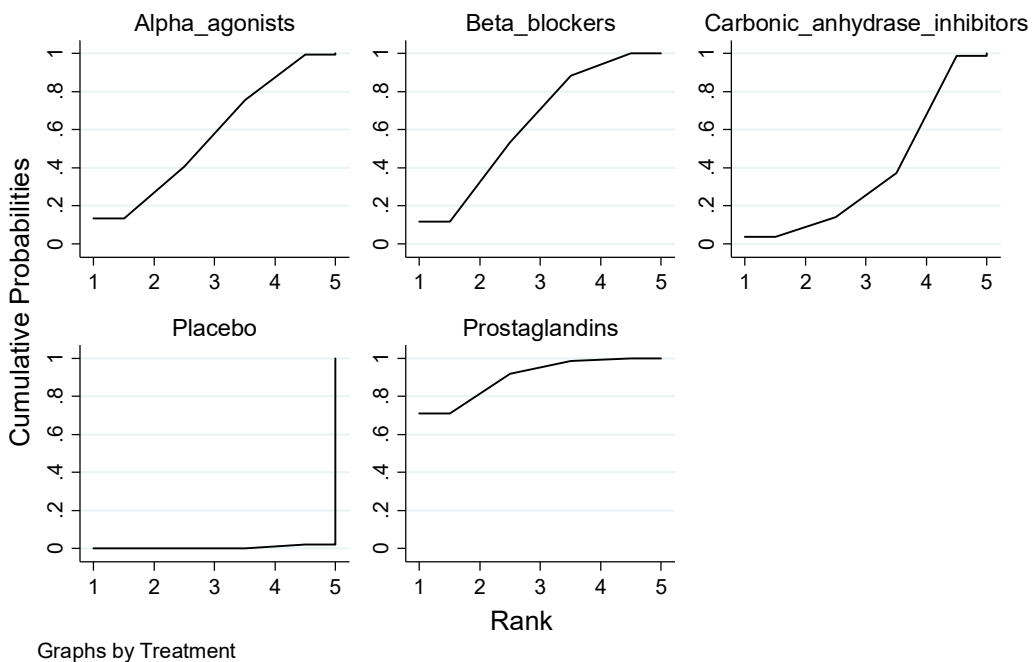 Alpha_agonists
Beta_blockers
Carbonic_anhydrase_inhibitors
0 .2 .4 .6 .8 1
1 2 3 4 5
0 .2 .4 .6 .8 1
1 2 3 4 5
0 .2 .4 .6 .8 1
1 2 3 4 5
Placebo
Prostaglandins
0 .2 .4 .6 .8 1
1 2 3 4 5
0 .2 .4 .6 .8 1
1 2 3 4 5
Cumulative Probabilities
Rank
Graphs by Treatment